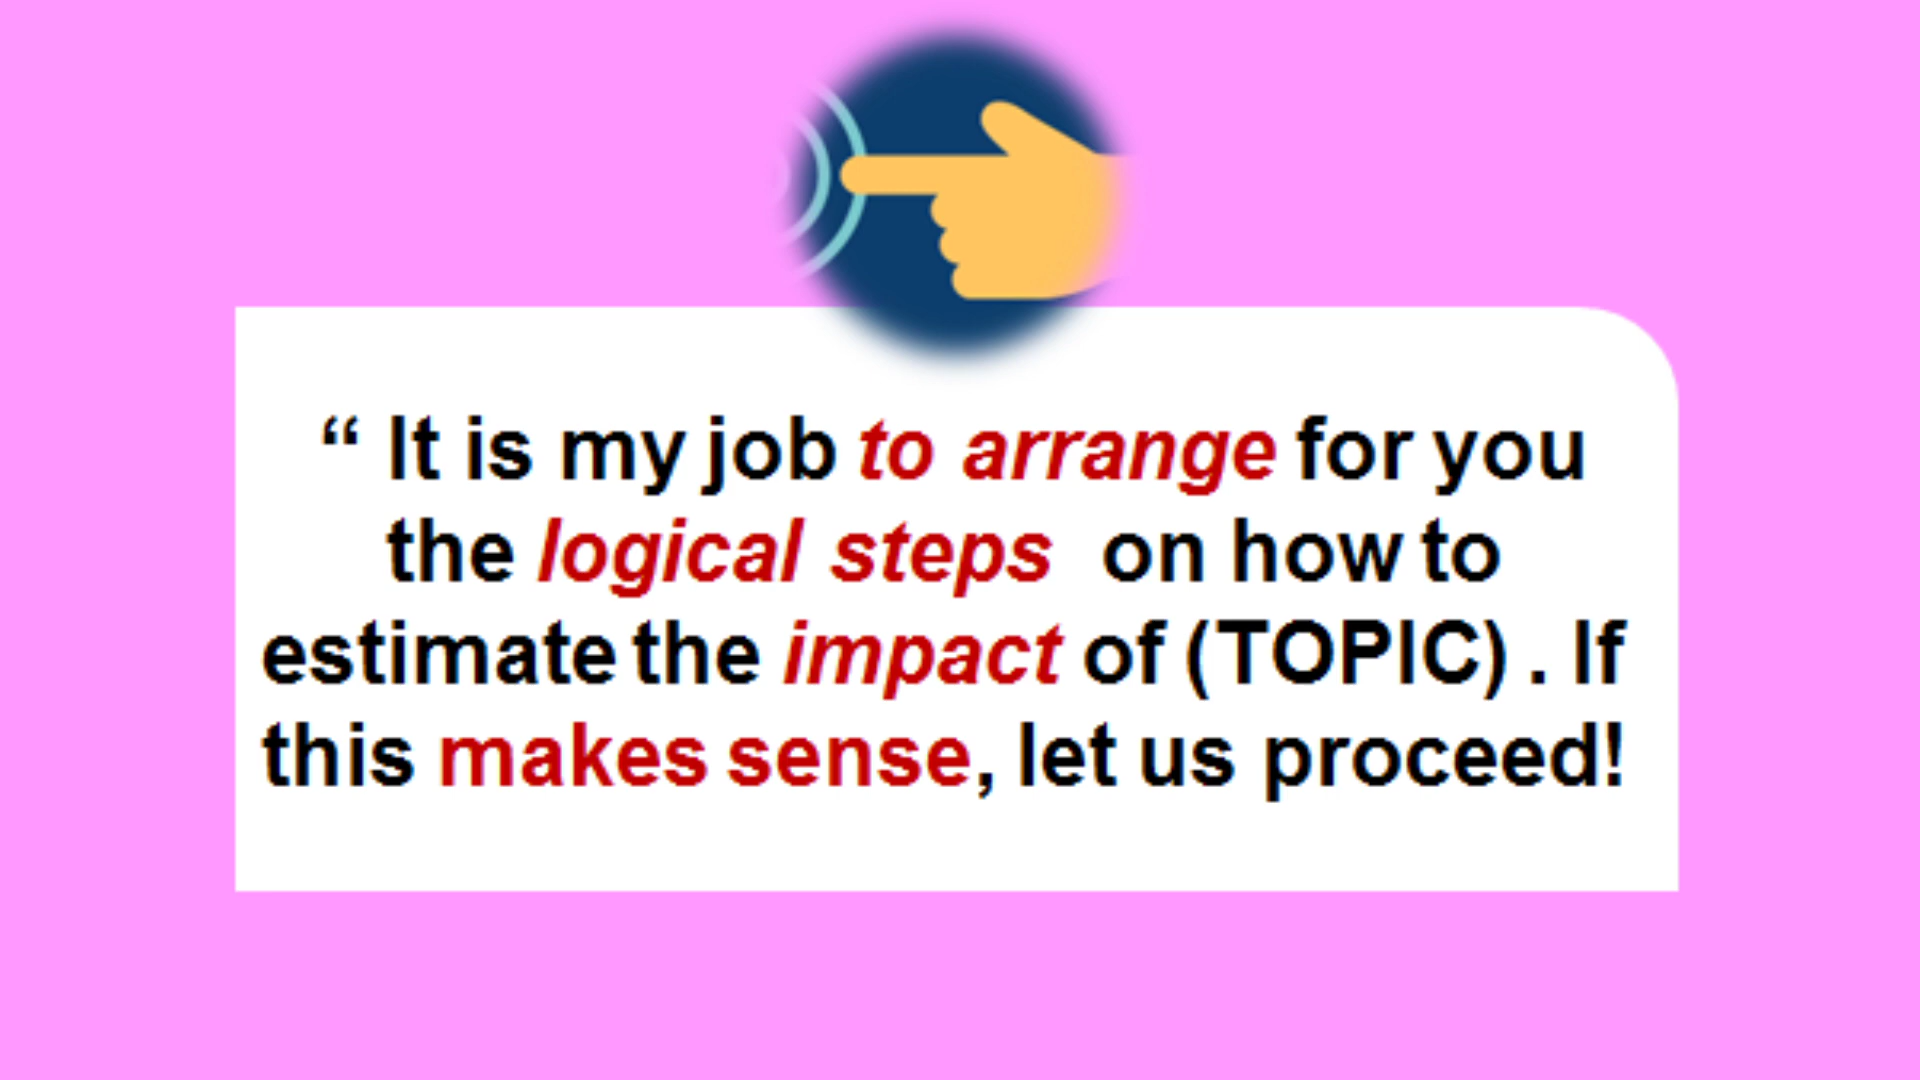 “ It is my job to arrange for you
the logical steps on how to
estimate the impact of (TOPIC) . If
this makes sense, let us proceed!